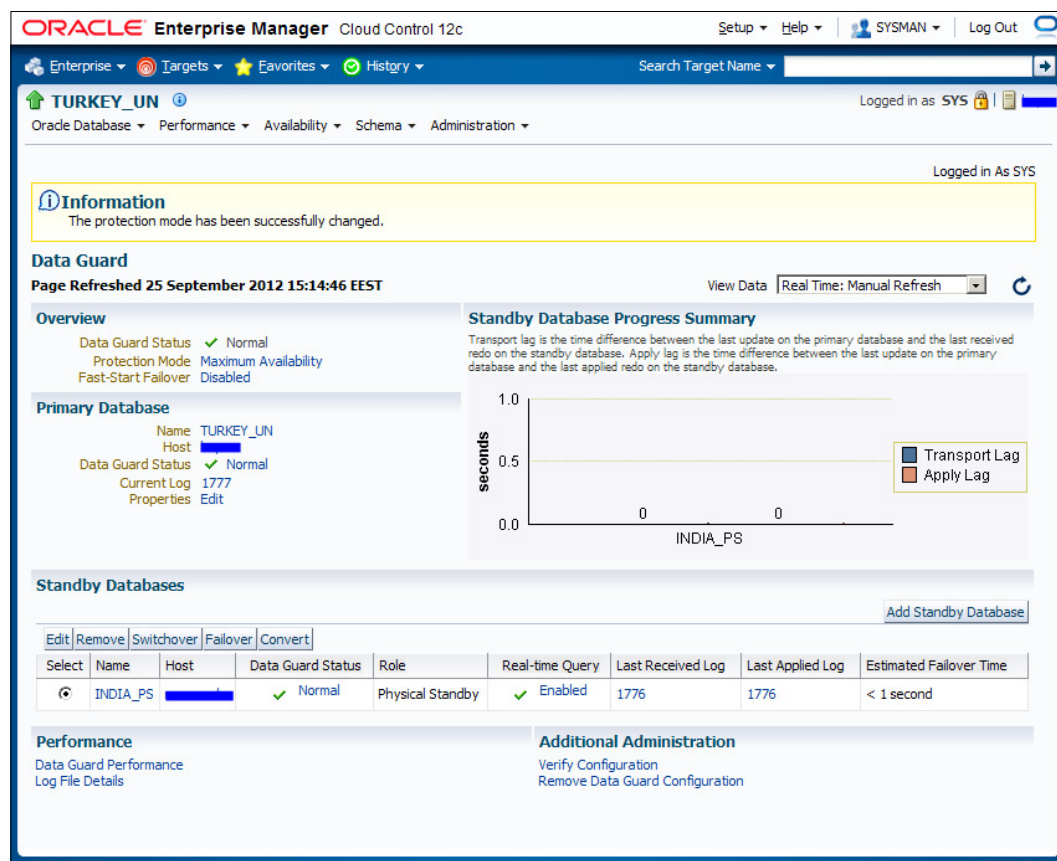 ORACLE Enterprise Manager Cloud Control 12c
Setup Help SYSMAN Log Out
Enterprise Targets Favorites History Search Target Name
TURKEY_UN
Logged in as SYS
Oracle Database Performance Availability Schema Administration
Logged in As SYS
Information
The protection mode has been successfully changed.
Data Guard
Page Refreshed 25 September 2012 15:14:46 EEST
View Data Real Time: Manual Refresh
Overview
Data Guard Status Normal
Protection Mode Maximum Availability
Fast-Start Failover Disabled
Primary Database
Name TURKEY_UN
Host
Data Guard Status Normal
Current Log 1777
Properties Edit
Standby Database Progress Summary
Transport lag is the time difference between the last update on the primary database and the last received
redo on the standby database. Apply lag is the time difference between the last update on the primary
database and the last applied redo on the standby database.
1.0
0.5
0.0
seconds
0 0
INDIA_PS
Transport Lag
Apply Lag
Standby Databases
Add Standby Database
Edit Remove Switchover Failover Convert
Select Name Host Data Guard Status Role Real-time Query Last Received Log Last Applied Log Estimated Failover Time
INDIA_PS Normal Physical Standby Enabled 1776 1776 < 1 second
Performance
Data Guard Performance
Log File Details
Additional Administration
Verify Configuration
Remove Data Guard Configuration